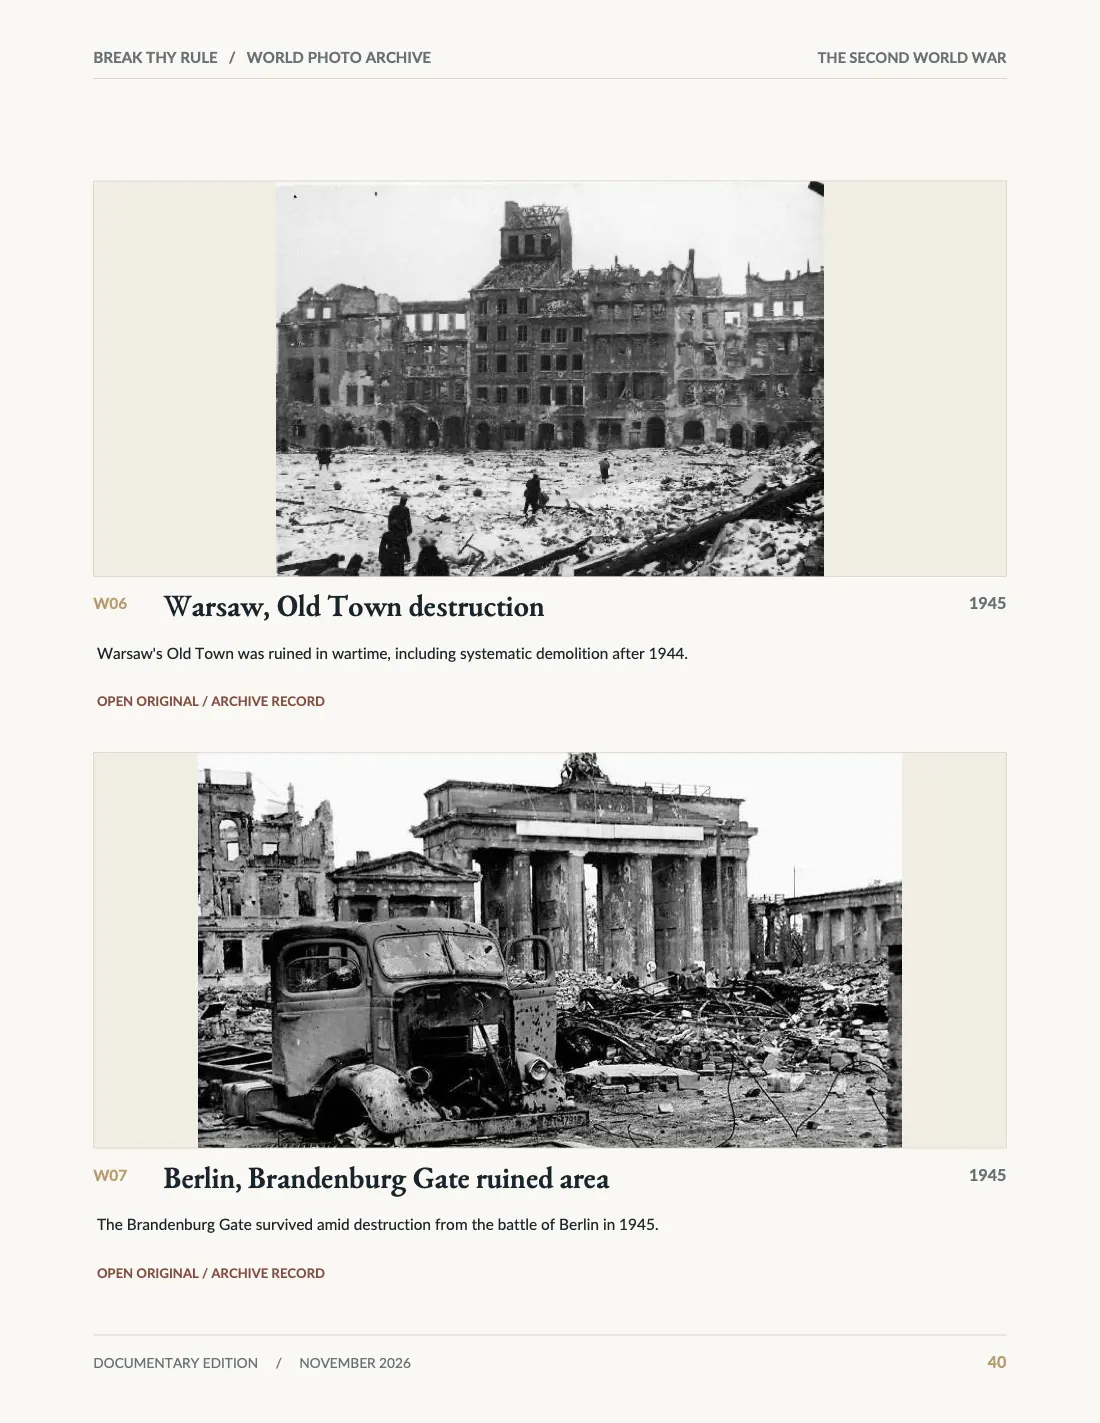 BREAK THY RULE / WORLD PHOTO ARCHIVE
THE SECOND WORLD WAR
W06 Warsaw, Old Town destruction 1945
Warsaw's Old Town was ruined in wartime, including systematic demolition after 1944.
OPEN ORIGINAL / ARCHIVE RECORD
W07 Berlin, Brandenburg Gate ruined area 1945
The Brandenburg Gate survived amid destruction from the battle of Berlin in 1945.
OPEN ORIGINAL / ARCHIVE RECORD
DOCUMENTARY EDITION / NOVEMBER 2026
40